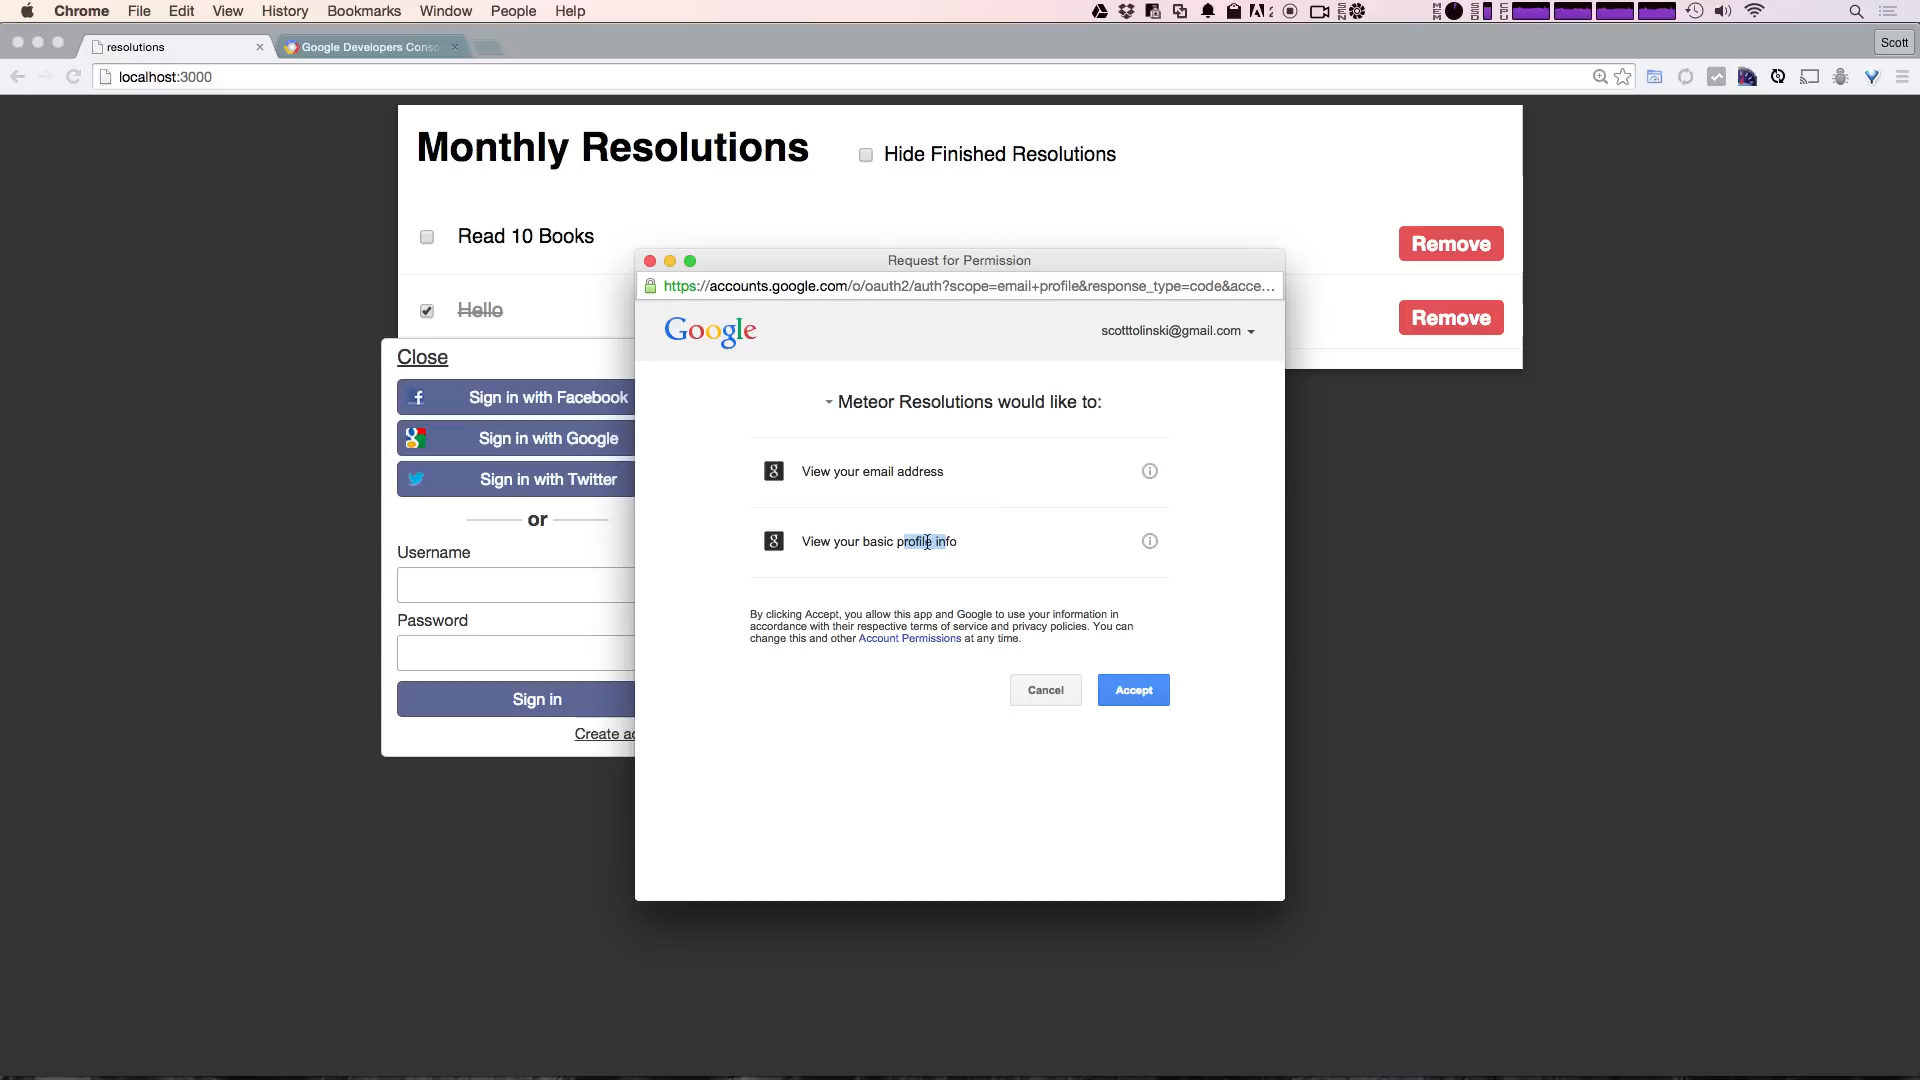 Chrome File Edit View History Bookmarks Window People Help
resolutions
Google Developers Conso
Scott
localhost:3000
Monthly Resolutions
Hide Finished Resolutions
Read 10 Books
Remove
Hello
Remove
Close
Sign in with Facebook
Sign in with Google
Sign in with Twitter
or
Username
Password
Sign in
Create ac
Request for Permission
https://accounts.google.com/o/oauth2/auth?scope=email+profile&response_type=code&acce...
Google
scotttolinski@gmail.com
Meteor Resolutions would like to:
View your email address
View your basic profile info
By clicking Accept, you allow this app and Google to use your information in
accordance with their respective terms of service and privacy policies. You can
change this and other Account Permissions at any time.
Cancel
Accept